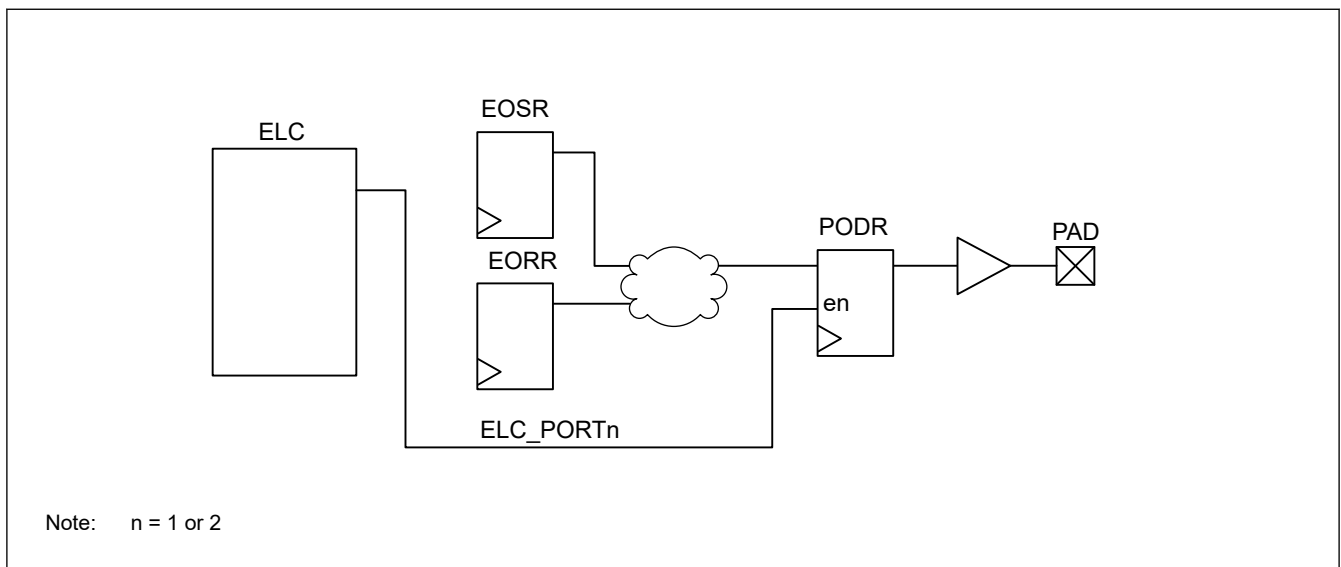 ELC
EOSR
EORR
PODR
en
PAD
ELC_PORTn
Note: n = 1 or 2